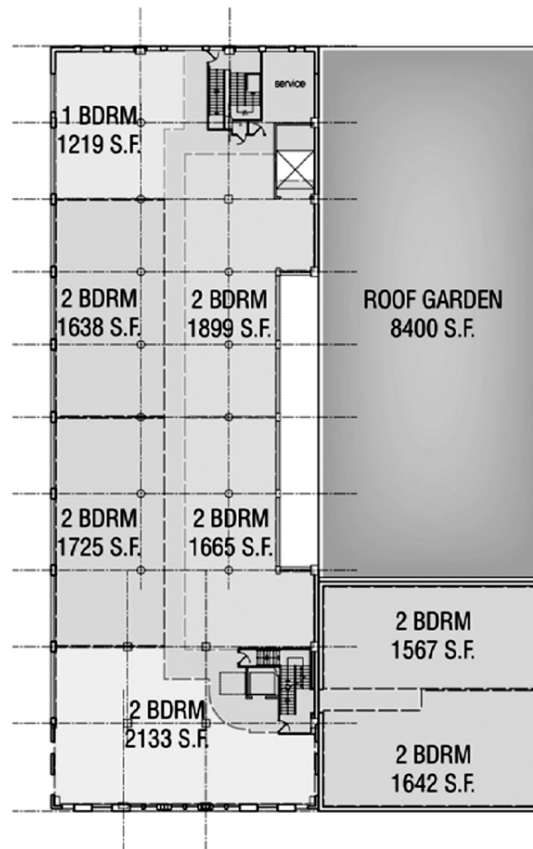 service
1 BDRM
1219 S.F.
2 BDRM
1638 S.F.
2 BDRM
1899 S.F.
ROOF GARDEN
8400 S.F.
2 BDRM
1725 S.F.
2 BDRM
1665 S.F.
2 BDRM
1567 S.F.
2 BDRM
2133 S.F.
2 BDRM
1642 S.F.